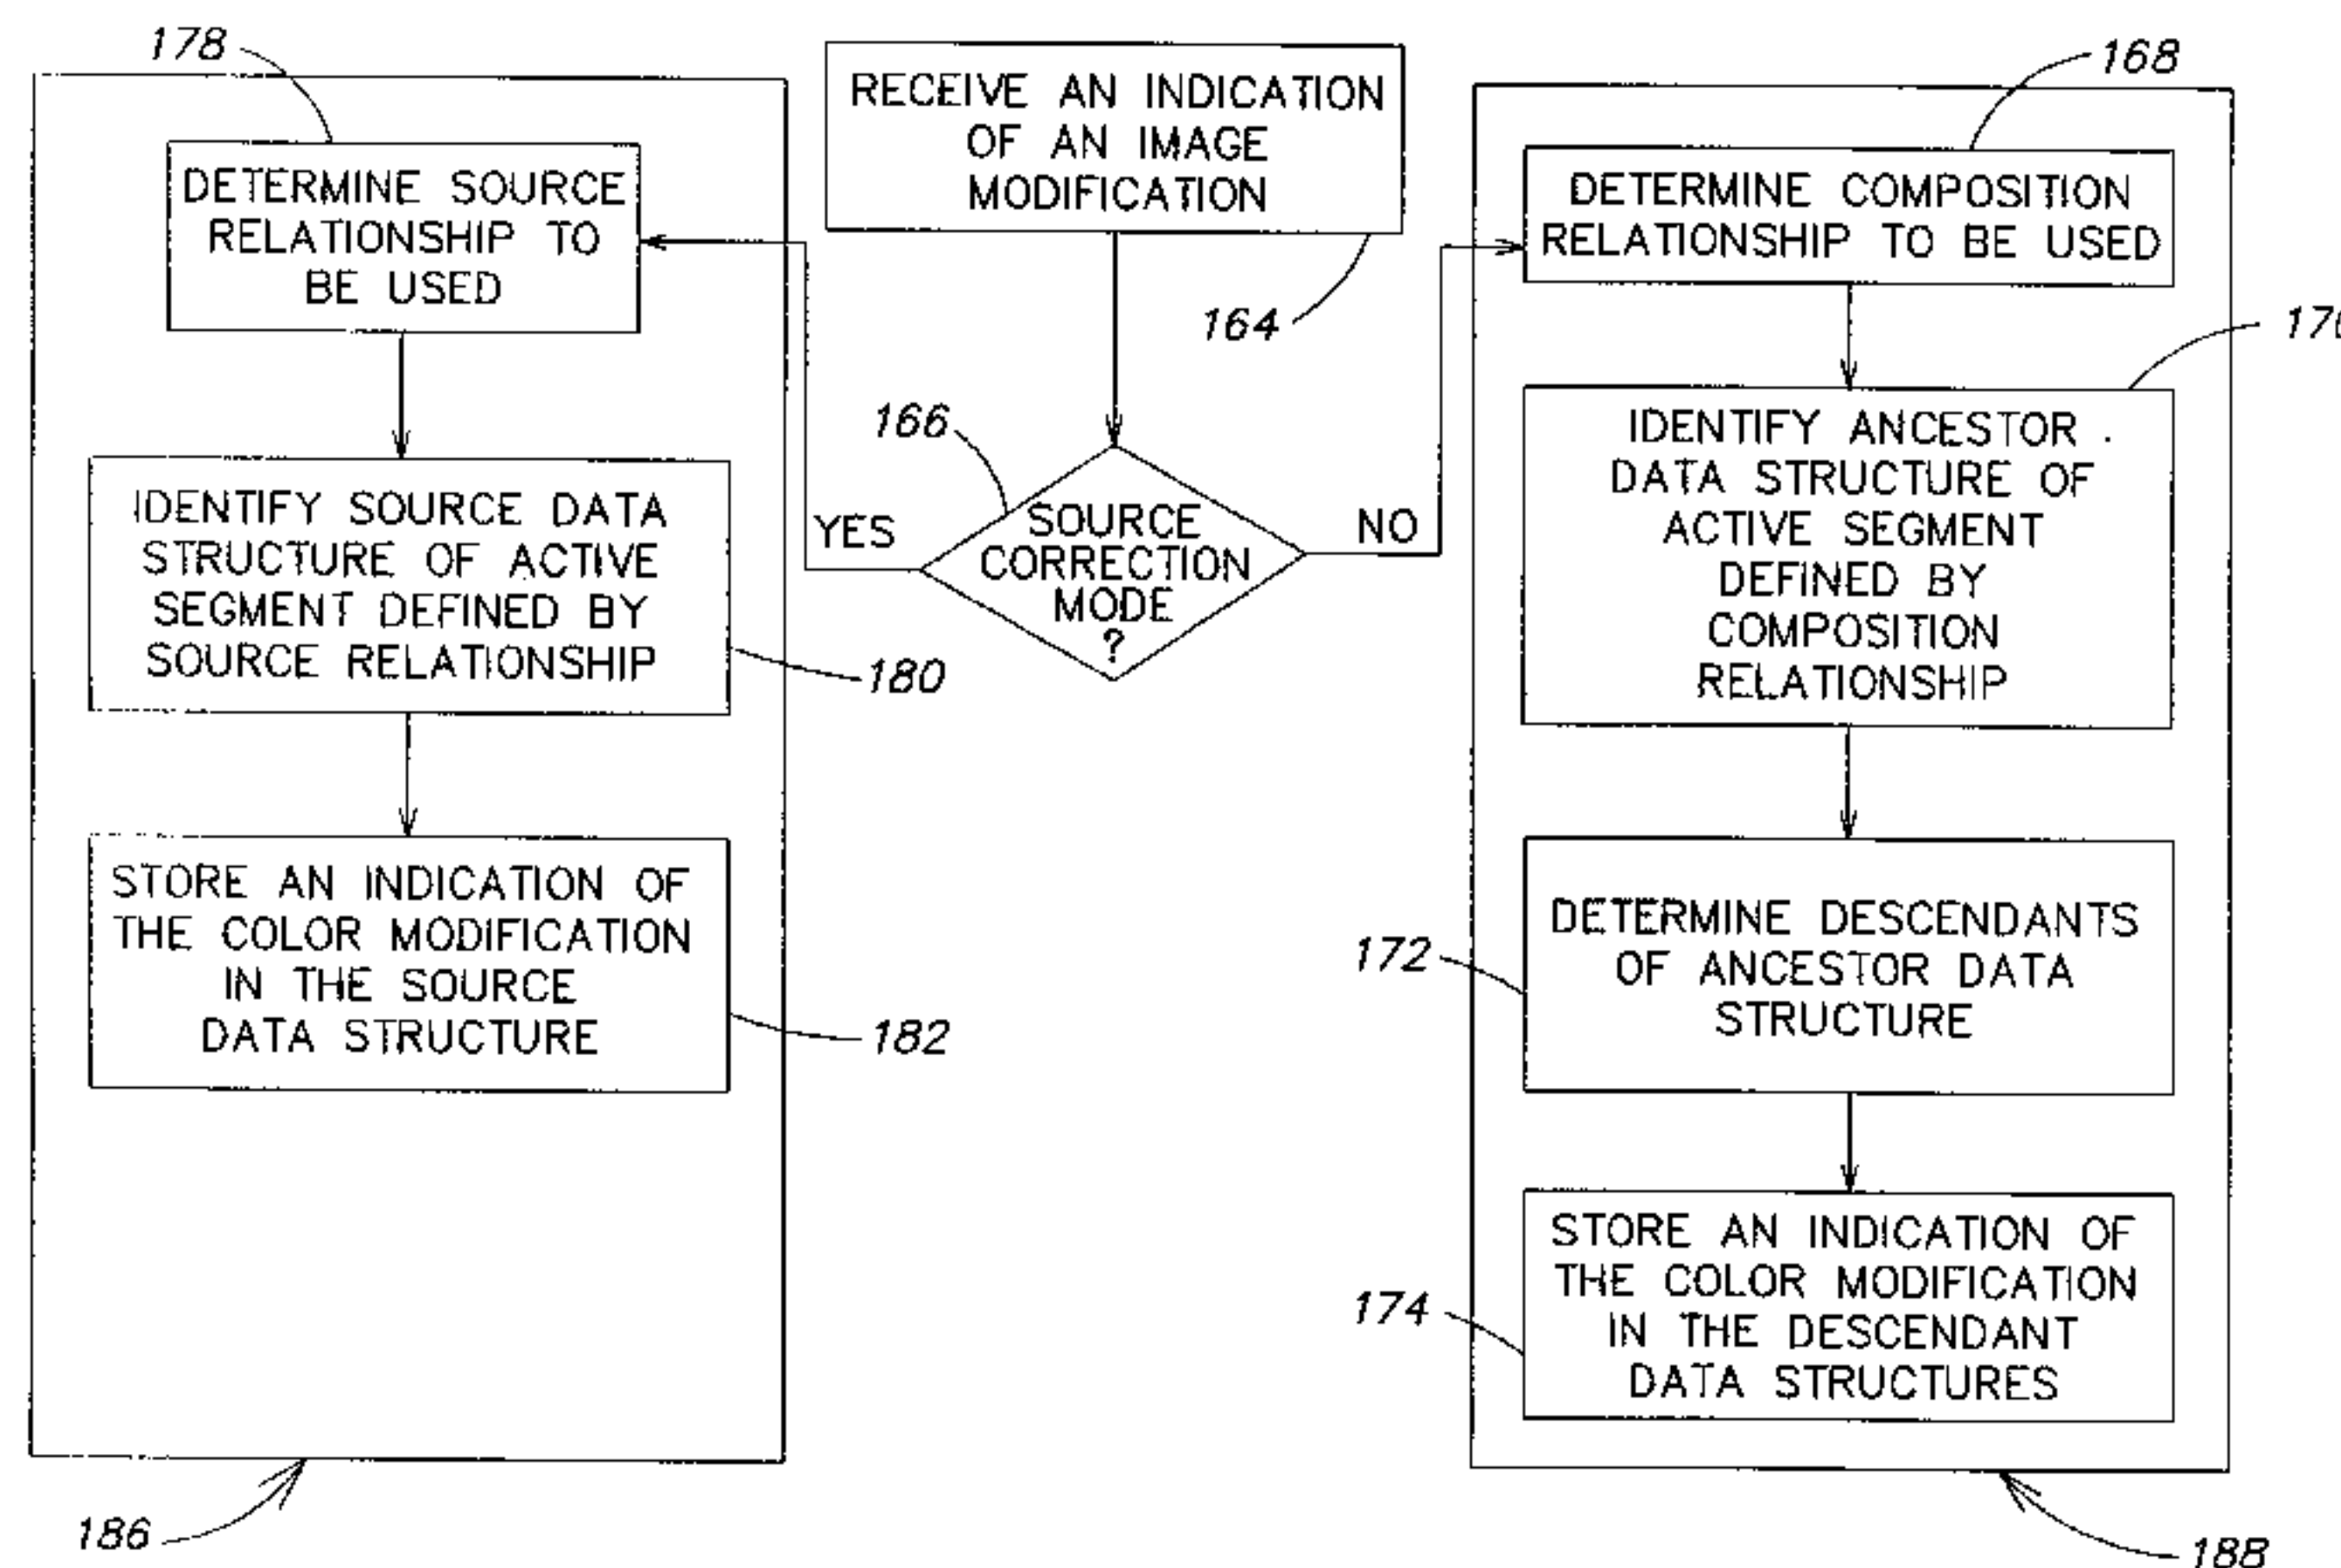 178
DETERMINE SOURCE
RELATIONSHIP TO
BE USED
IDENTIFY SOURCE DATA
STRUCTURE OF ACTIVE
SEGMENT DEFINED BY
SOURCE RELATIONSHIP
180
STORE AN INDICATION OF
THE COLOR MODIFICATION
IN THE SOURCE
DATA STRUCTURE
182
186
RECEIVE AN INDICATION
OF AN IMAGE
MODIFICATION
164
166
SOURCE
CORRECTION
MODE
?
YES
NO
168
DETERMINE COMPOSITION
RELATIONSHIP TO BE USED
IDENTIFY ANCESTOR
DATA STRUCTURE OF
ACTIVE SEGMENT
DEFINED BY
COMPOSITION
RELATIONSHIP
172
DETERMINE DESCENDANTS
OF ANCESTOR DATA
STRUCTURE
174
STORE AN INDICATION OF
THE COLOR MODIFICATION
IN THE DESCENDANT
DATA STRUCTURES
188